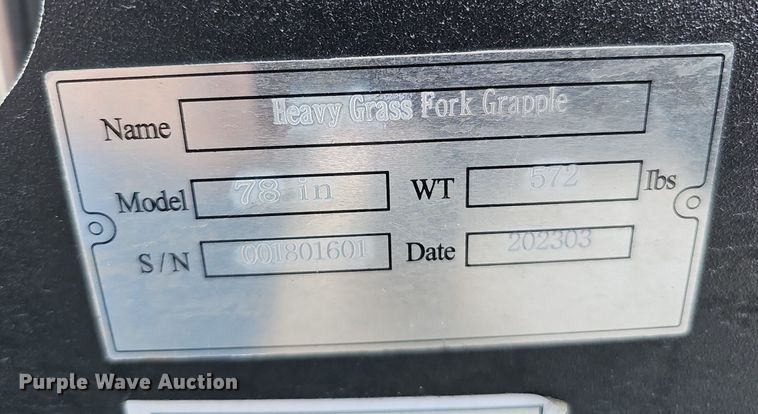 Name Heavy Grass Fork Grapple
Model 78 in WT 572 lbs
S/N 001801601 Date 202303
Purple Wave Auction